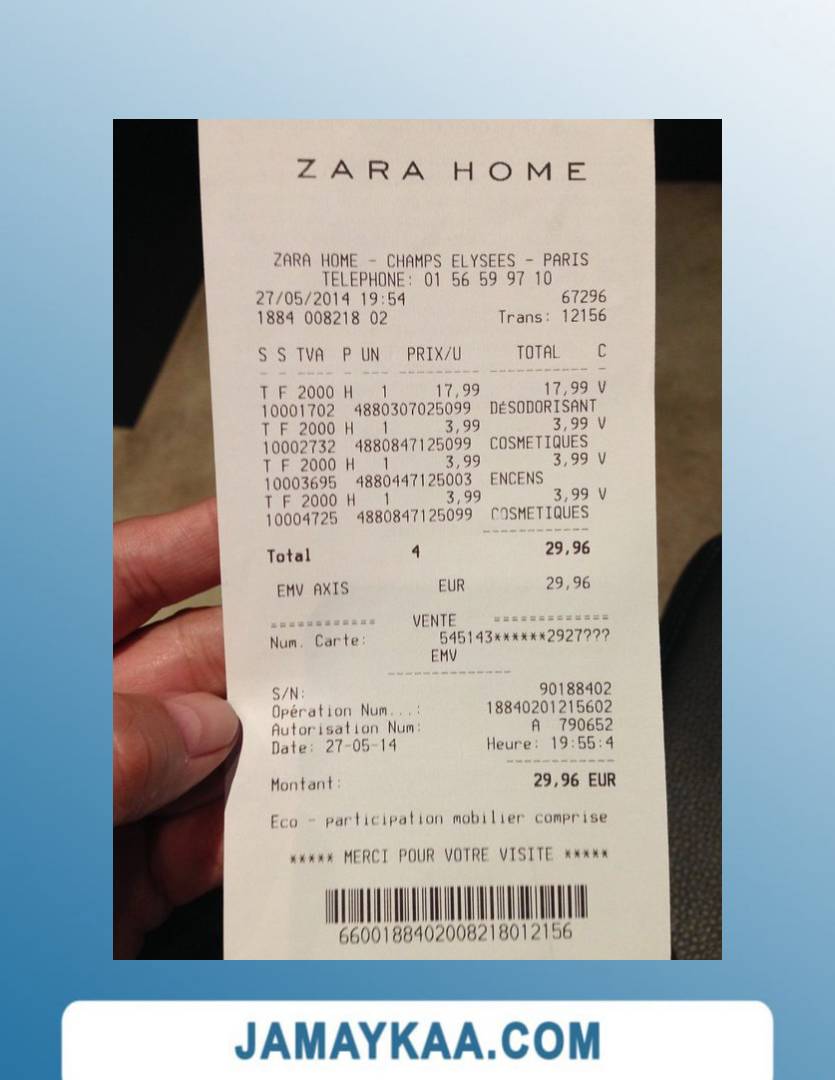 ZARA HOME
ZARA HOME - CHAMPS ELYSEES - PARIS
TELEPHONE: 01 56 59 97 10
27/05/2014 19:54 67296
1884 008218 02 Trans: 12156
S S TVA P UN PRIX/U TOTAL C
T F 2000 H 1 17,99 17,99 V
10001702 4880307025099 DéSODORISANT
T F 2000 H 1 3,99 3,99 V
10002732 4880847125099 COSMETIQUES
T F 2000 H 1 3,99 3,99 V
10003695 4880447125003 ENCENS
T F 2000 H 1 3,99 3,99 V
10004725 4880847125099 COSMETIQUES
Total 4 29,96
EMV AXIS EUR 29,96
============ VENTE =============
Num. Carte: 545143******2927???
EMV
S/N: 90188402
Opération Num...: 18840201215602
Autorisation Num: A 790652
Date: 27-05-14 Heure: 19:55:4
Montant: 29,96 EUR
Eco - participation mobilier comprise
***** MERCI POUR VOTRE VISITE *****
6600188402008218012156
JAMAYKAA.COM